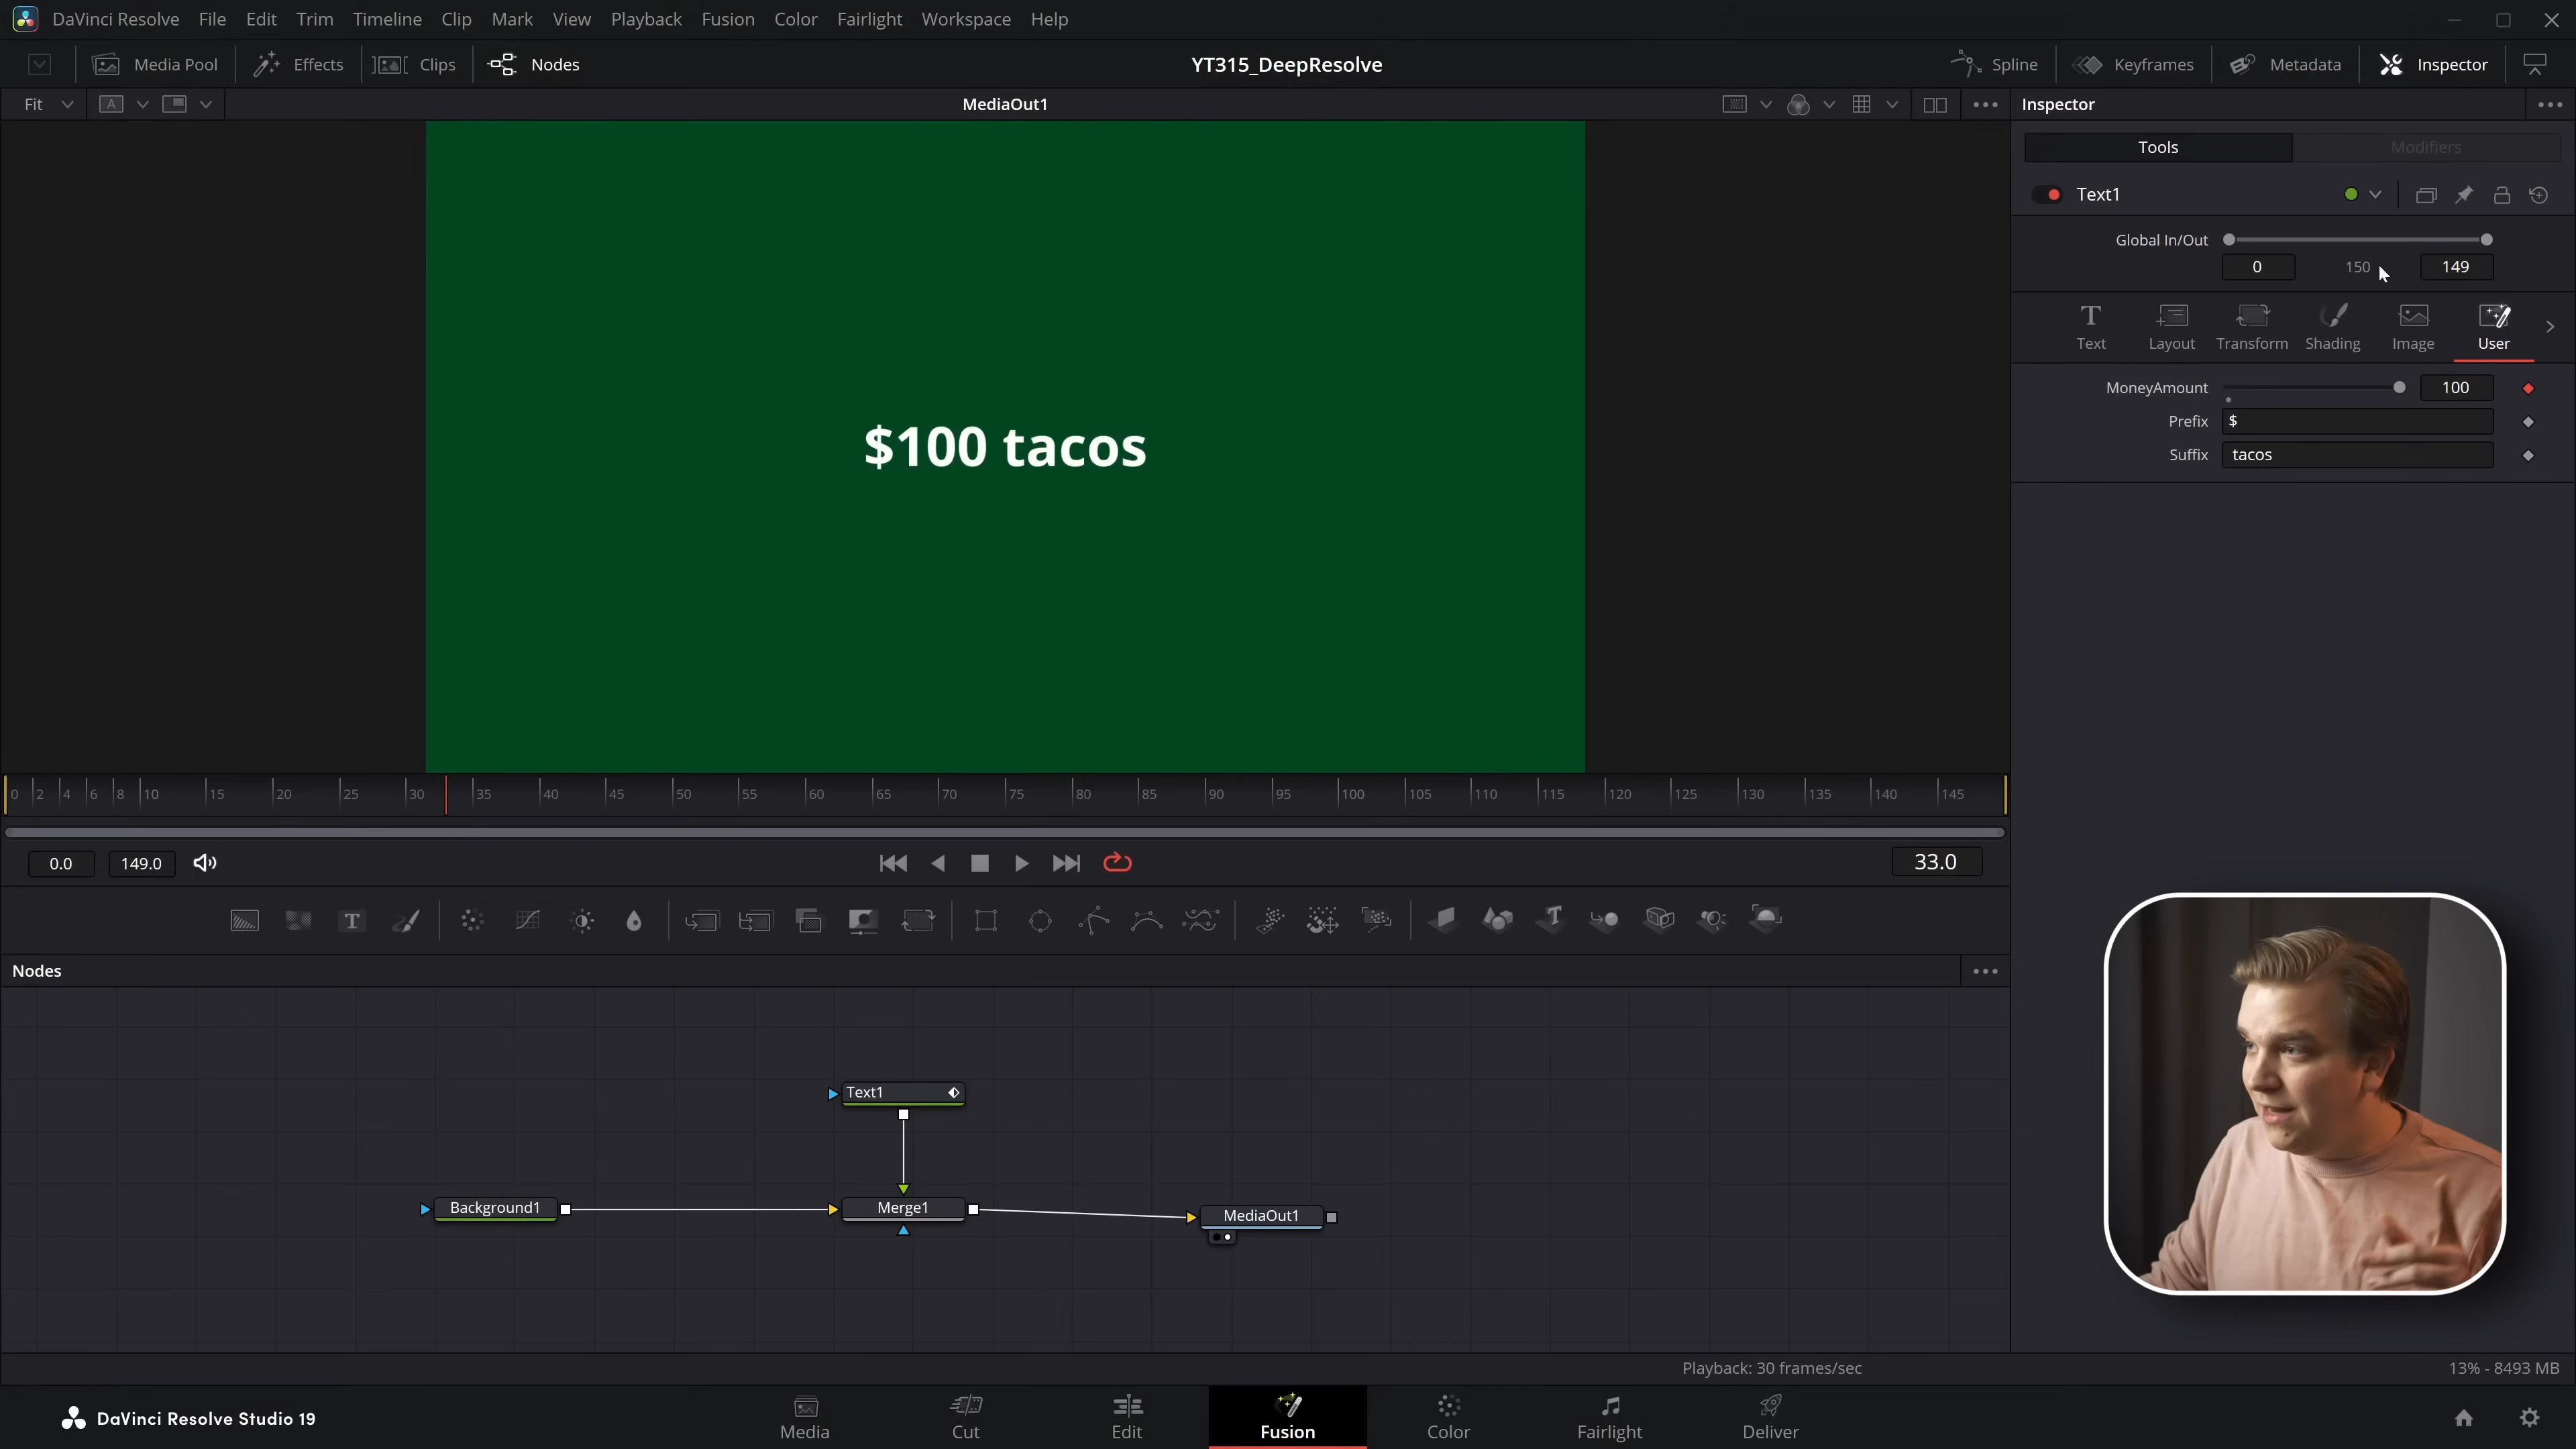 DaVinci Resolve File Edit Trim Timeline Clip Mark View Playback Fusion Color Fairlight Workspace Help
Media Pool Effects Clips Nodes YT315_DeepResolve Spline Keyframes Metadata Inspector
Fit A MediaOut1 Inspector
Tools Modifiers
Text1
Global In/Out
0 150 149
Text Layout Transform Shading Image User
MoneyAmount 100
Prefix $
Suffix tacos
$100 tacos
0 2 4 6 8 10 15 20 25 30 35 40 45 50 55 60 65 70 75 80 85 90 95 100 105 110 115 120 125 130 135 140 145
0.0 149.0 33.0
Nodes
Text1
Background1 Merge1 MediaOut1
Playback: 30 frames/sec 13% - 8493 MB
DaVinci Resolve Studio 19 Media Cut Edit Fusion Color Fairlight Deliver